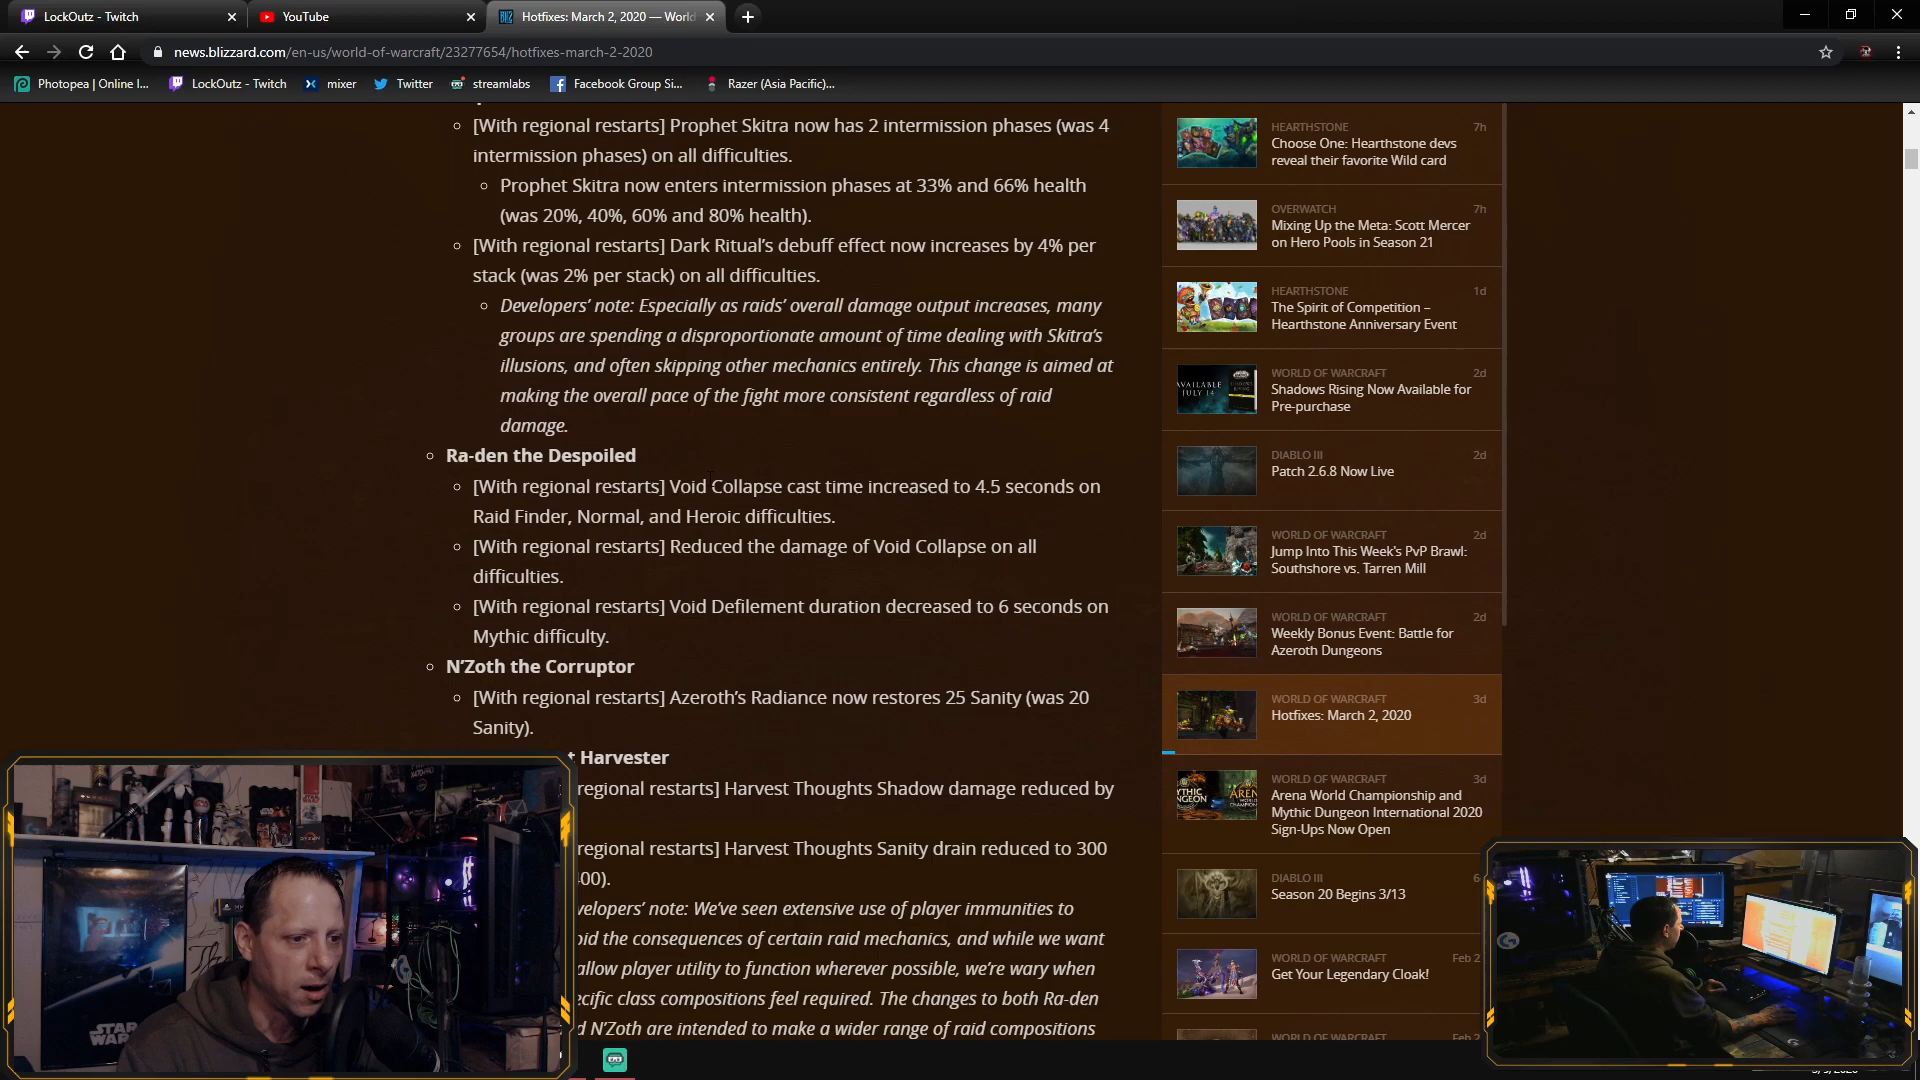 LockOutz - Twitch
YouTube
Hotfixes: March 2, 2020 — World
news.blizzard.com/en-us/world-of-warcraft/23277654/hotfixes-march-2-2020
Photopea | Online I...
LockOutz - Twitch
mixer
Twitter
streamlabs
Facebook Group Si...
Razer (Asia Pacific)...
[With regional restarts] Prophet Skitra now has 2 intermission phases (was 4
intermission phases) on all difficulties.
Prophet Skitra now enters intermission phases at 33% and 66% health
(was 20%, 40%, 60% and 80% health).
[With regional restarts] Dark Ritual’s debuff effect now increases by 4% per
stack (was 2% per stack) on all difficulties.
Developers’ note: Especially as raids’ overall damage output increases, many
groups are spending a disproportionate amount of time dealing with Skitra’s
illusions, and often skipping other mechanics entirely. This change is aimed at
making the overall pace of the fight more consistent regardless of raid
damage.
Ra-den the Despoiled
[With regional restarts] Void Collapse cast time increased to 4.5 seconds on
Raid Finder, Normal, and Heroic difficulties.
[With regional restarts] Reduced the damage of Void Collapse on all
difficulties.
[With regional restarts] Void Defilement duration decreased to 6 seconds on
Mythic difficulty.
N’Zoth the Corruptor
[With regional restarts] Azeroth’s Radiance now restores 25 Sanity (was 20
Sanity).
t Harvester
regional restarts] Harvest Thoughts Shadow damage reduced by
regional restarts] Harvest Thoughts Sanity drain reduced to 300
00).
velopers’ note: We’ve seen extensive use of player immunities to
id the consequences of certain raid mechanics, and while we want
allow player utility to function wherever possible, we’re wary when
ecific class compositions feel required. The changes to both Ra-den
d N’Zoth are intended to make a wider range of raid compositions
HEARTHSTONE 7h
Choose One: Hearthstone devs
reveal their favorite Wild card
OVERWATCH 7h
Mixing Up the Meta: Scott Mercer
on Hero Pools in Season 21
HEARTHSTONE 1d
The Spirit of Competition –
Hearthstone Anniversary Event
AVAILABLE
JULY 14
WORLD OF WARCRAFT 2d
Shadows Rising Now Available for
Pre-purchase
DIABLO III 2d
Patch 2.6.8 Now Live
WORLD OF WARCRAFT 2d
Jump Into This Week’s PvP Brawl:
Southshore vs. Tarren Mill
WORLD OF WARCRAFT 2d
Weekly Bonus Event: Battle for
Azeroth Dungeons
WORLD OF WARCRAFT 3d
Hotfixes: March 2, 2020
WORLD OF WARCRAFT 3d
Arena World Championship and
Mythic Dungeon International 2020
Sign-Ups Now Open
DIABLO III 6
Season 20 Begins 3/13
WORLD OF WARCRAFT Feb 2
Get Your Legendary Cloak!
WORLD OF WARCRAFT Feb 2
STAR
WARS